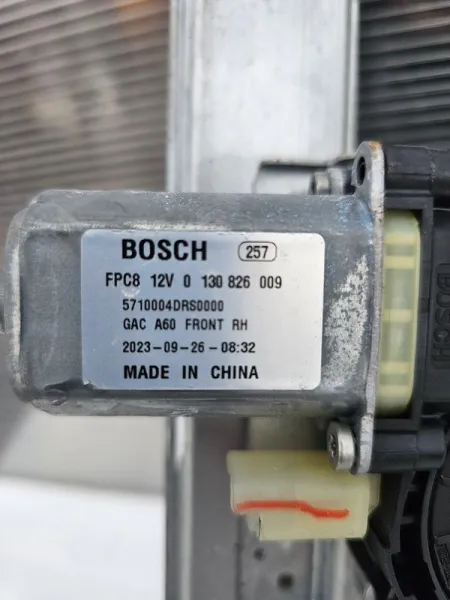 BOSCH 257
FPC8 12V 0 130 826 009
5710004DRS0000
GAC A60 FRONT RH
2023-09-26-08:32
MADE IN CHINA
BOSCH